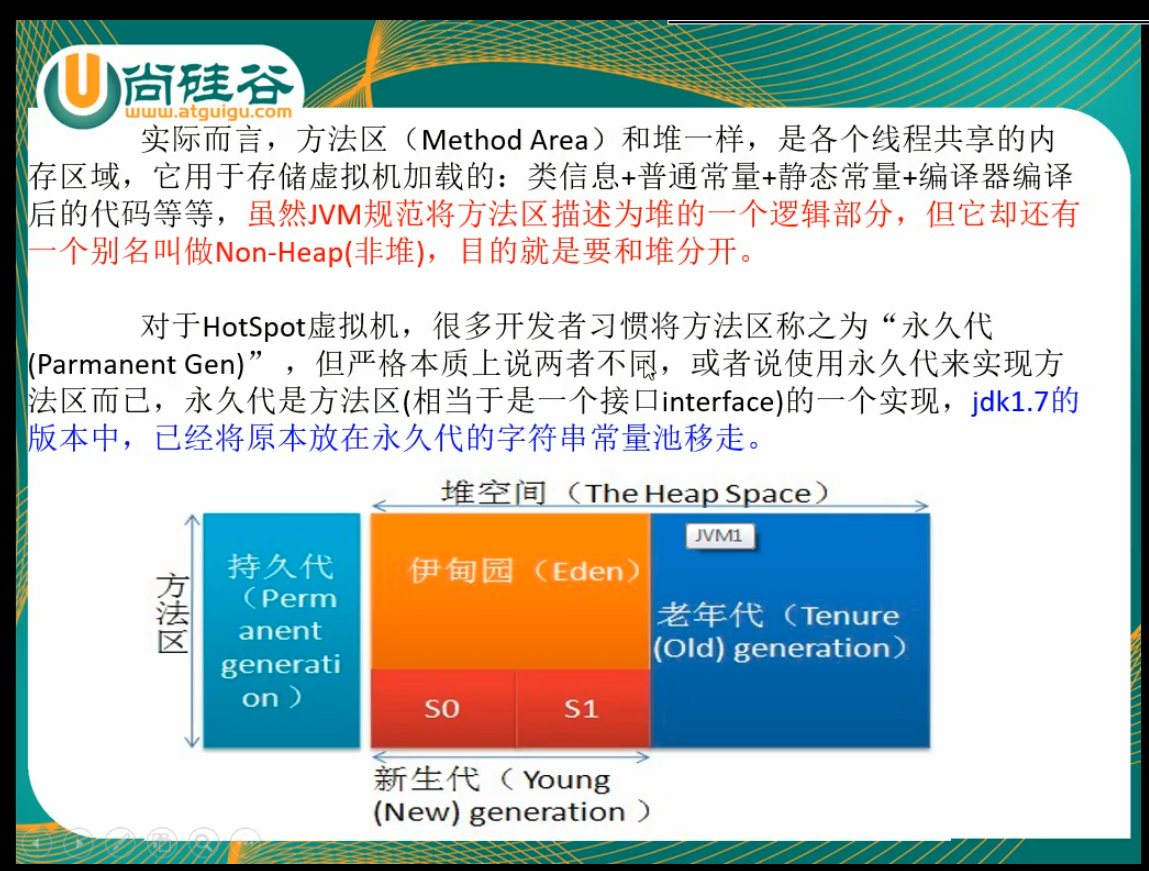 尚硅谷
www.atguigu.com
实际而言，方法区（Method Area）和堆一样，是各个线程共享的内
存区域，它用于存储虚拟机加载的：类信息+普通常量+静态常量+编译器编译
后的代码等等，虽然JVM规范将方法区描述为堆的一个逻辑部分，但它却还有
一个别名叫做Non-Heap(非堆)，目的就是要和堆分开。
对于HotSpot虚拟机，很多开发者习惯将方法区称之为“永久代
(Parmanent Gen)”，但严格本质上说两者不同，或者说使用永久代来实现方
法区而已，永久代是方法区(相当于是一个接口interface)的一个实现，jdk1.7的
版本中，已经将原本放在永久代的字符串常量池移走。
堆空间（The Heap Space）
方法区
持久代
（Perm
anent
generati
on）
伊甸园（Eden）
S0
S1
JVM1
老年代（Tenure
(Old) generation）
新生代（Young
(New) generation）